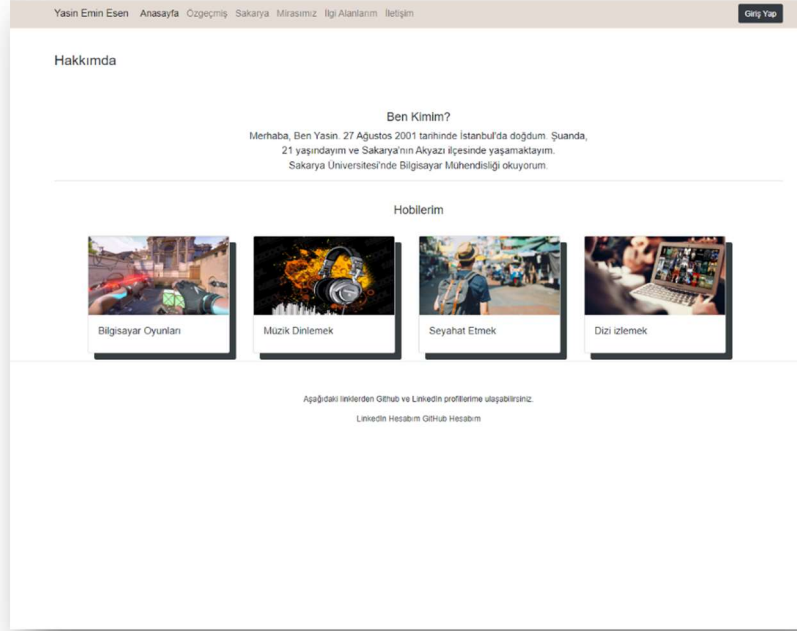 Yasin Emin Esen Anasayfa Özgeçmiş Sakarya Mirasımız İlgi Alanlarım İletişim Giriş Yap
Hakkımda
Ben Kimim?
Merhaba, Ben Yasin. 27 Ağustos 2001 tarihinde İstanbul'da doğdum. Şuanda,
21 yaşındayım ve Sakarya'nın Akyazı ilçesinde yaşamaktayım.
Sakarya Üniversitesi'nde Bilgisayar Mühendisliği okuyorum.
Hobilerim
Bilgisayar Oyunları Müzik Dinlemek Seyahat Etmek Dizi izlemek
Aşağıdaki linklerden Github ve LinkedIn profillerime ulaşabilirsiniz.
LinkedIn Hesabım GitHub Hesabım